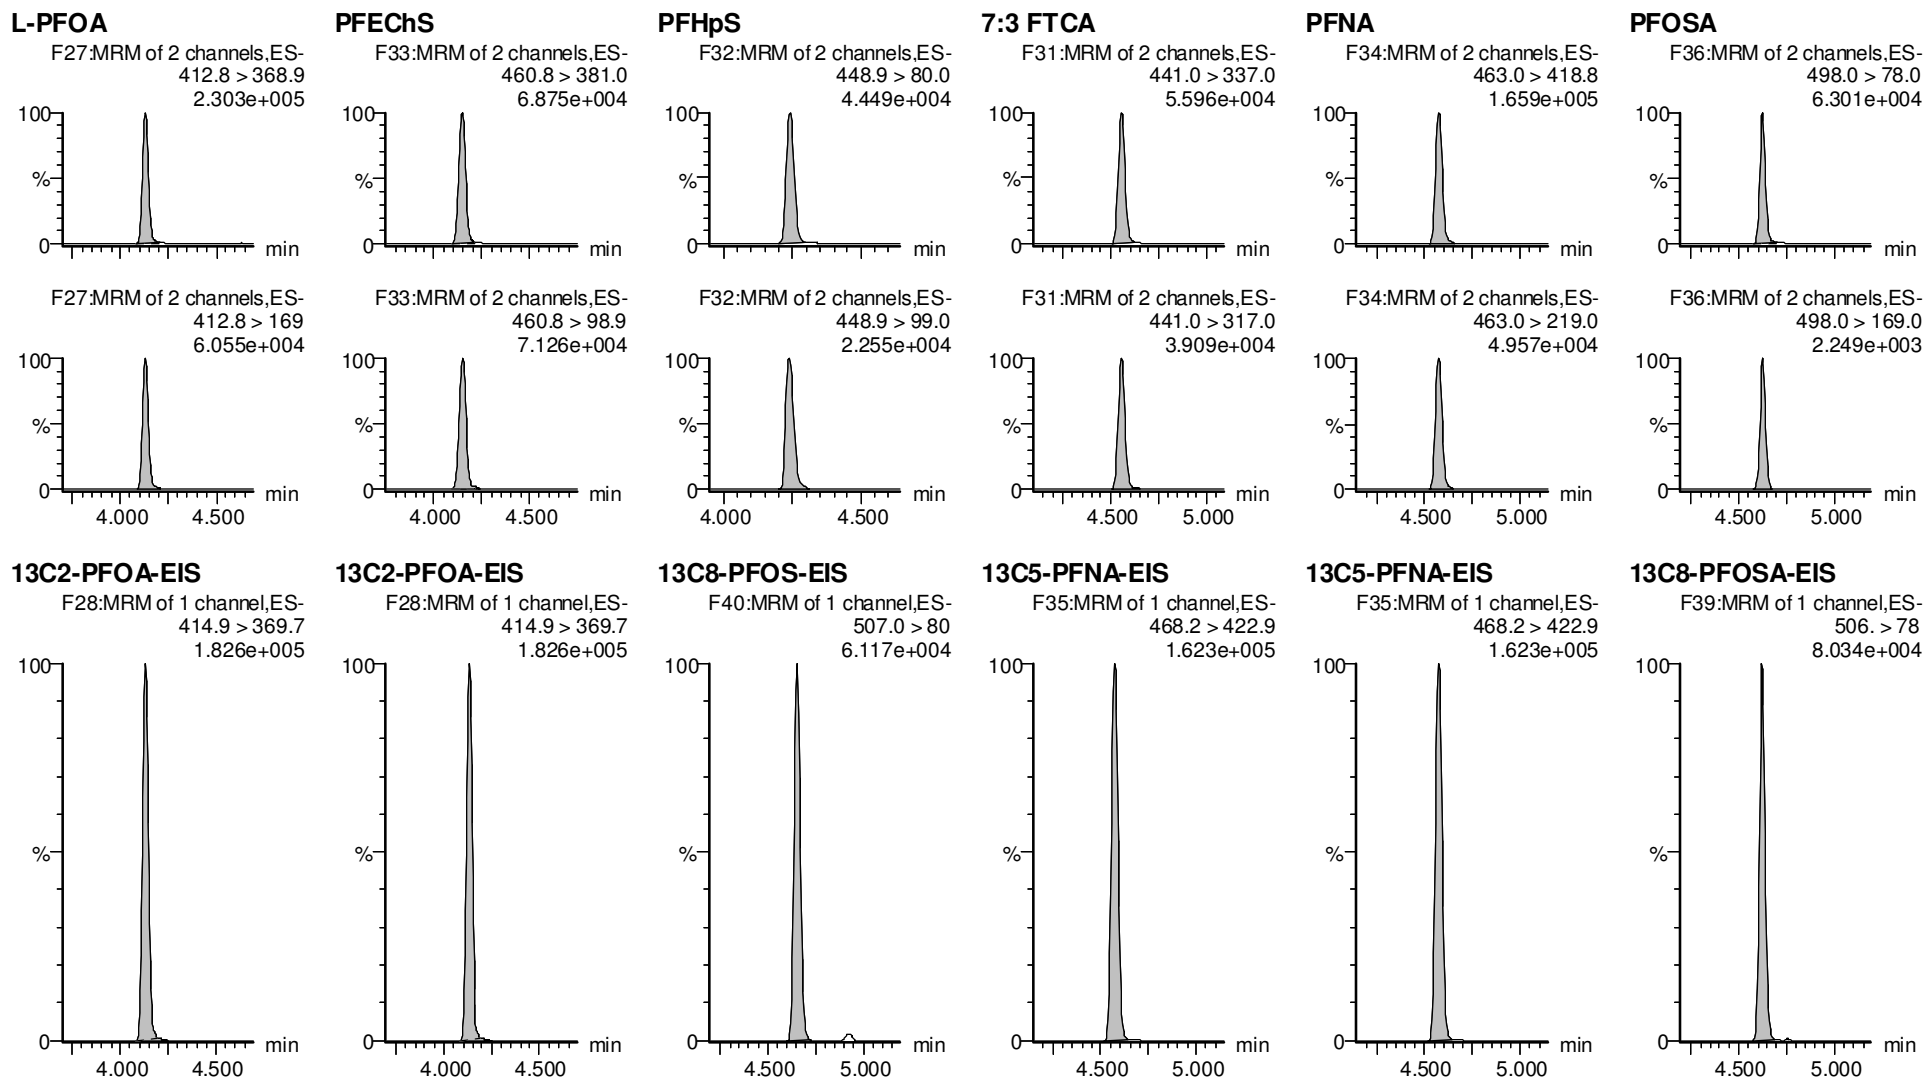 L-PFOA
F27:MRM of 2 channels,ES-
412.8 > 368.9
2.303e+005
100
%
0
min
F27:MRM of 2 channels,ES-
412.8 > 169
6.055e+004
100
%
0
min
4.000 4.500
PFEChS
F33:MRM of 2 channels,ES-
460.8 > 381.0
6.875e+004
100
%
0
min
F33:MRM of 2 channels,ES-
460.8 > 98.9
7.126e+004
100
%
0
min
4.000 4.500
PFHpS
F32:MRM of 2 channels,ES-
448.9 > 80.0
4.449e+004
100
%
0
min
F32:MRM of 2 channels,ES-
448.9 > 99.0
2.255e+004
100
%
0
min
4.000 4.500
7:3 FTCA
F31:MRM of 2 channels,ES-
441.0 > 337.0
5.596e+004
100
%
0
min
F31:MRM of 2 channels,ES-
441.0 > 317.0
3.909e+004
100
%
0
min
4.500 5.000
PFNA
F34:MRM of 2 channels,ES-
463.0 > 418.8
1.659e+005
100
%
0
min
F34:MRM of 2 channels,ES-
463.0 > 219.0
4.957e+004
100
%
0
min
4.500 5.000
PFOSA
F36:MRM of 2 channels,ES-
498.0 > 78.0
6.301e+004
100
%
0
min
F36:MRM of 2 channels,ES-
498.0 > 169.0
2.249e+003
100
%
0
min
4.500 5.000
13C2-PFOA-EIS
F28:MRM of 1 channel,ES-
414.9 > 369.7
1.826e+005
100
%
0
min
4.000 4.500
13C2-PFOA-EIS
F28:MRM of 1 channel,ES-
414.9 > 369.7
1.826e+005
100
%
0
min
4.000 4.500
13C8-PFOS-EIS
F40:MRM of 1 channel,ES-
507.0 > 80
6.117e+004
100
%
0
min
4.500 5.000
13C5-PFNA-EIS
F35:MRM of 1 channel,ES-
468.2 > 422.9
1.623e+005
100
%
0
min
4.500 5.000
13C5-PFNA-EIS
F35:MRM of 1 channel,ES-
468.2 > 422.9
1.623e+005
100
%
0
min
4.500 5.000
13C8-PFOSA-EIS
F39:MRM of 1 channel,ES-
506. > 78
8.034e+004
100
%
0
min
4.500 5.000